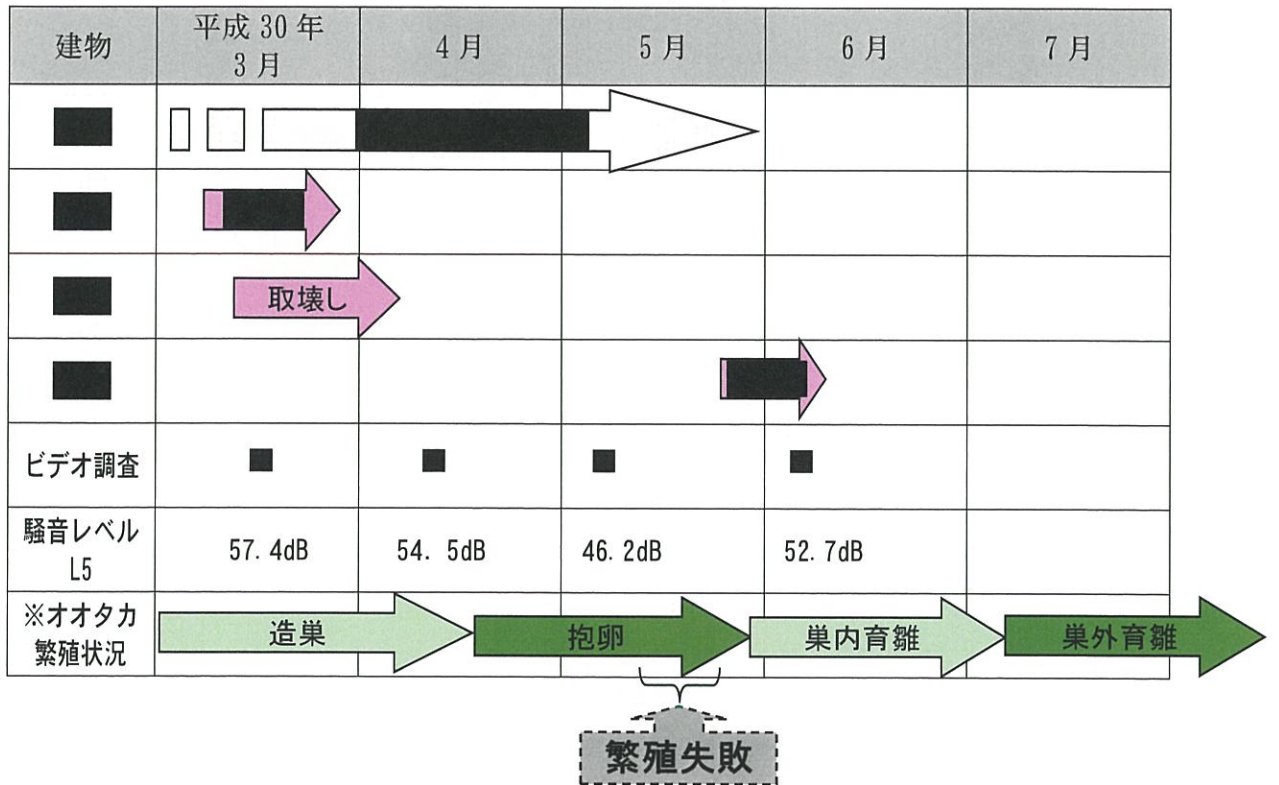 建物
平成 30 年
3 月
4 月
5 月
6 月
7 月
取壊し
ビデオ調査
騒音レベル
L5
57. 4dB
54. 5dB
46. 2dB
52. 7dB
※オオタカ
繁殖状況
造巣
抱卵
巣内育雛
巣外育雛
繁殖失敗